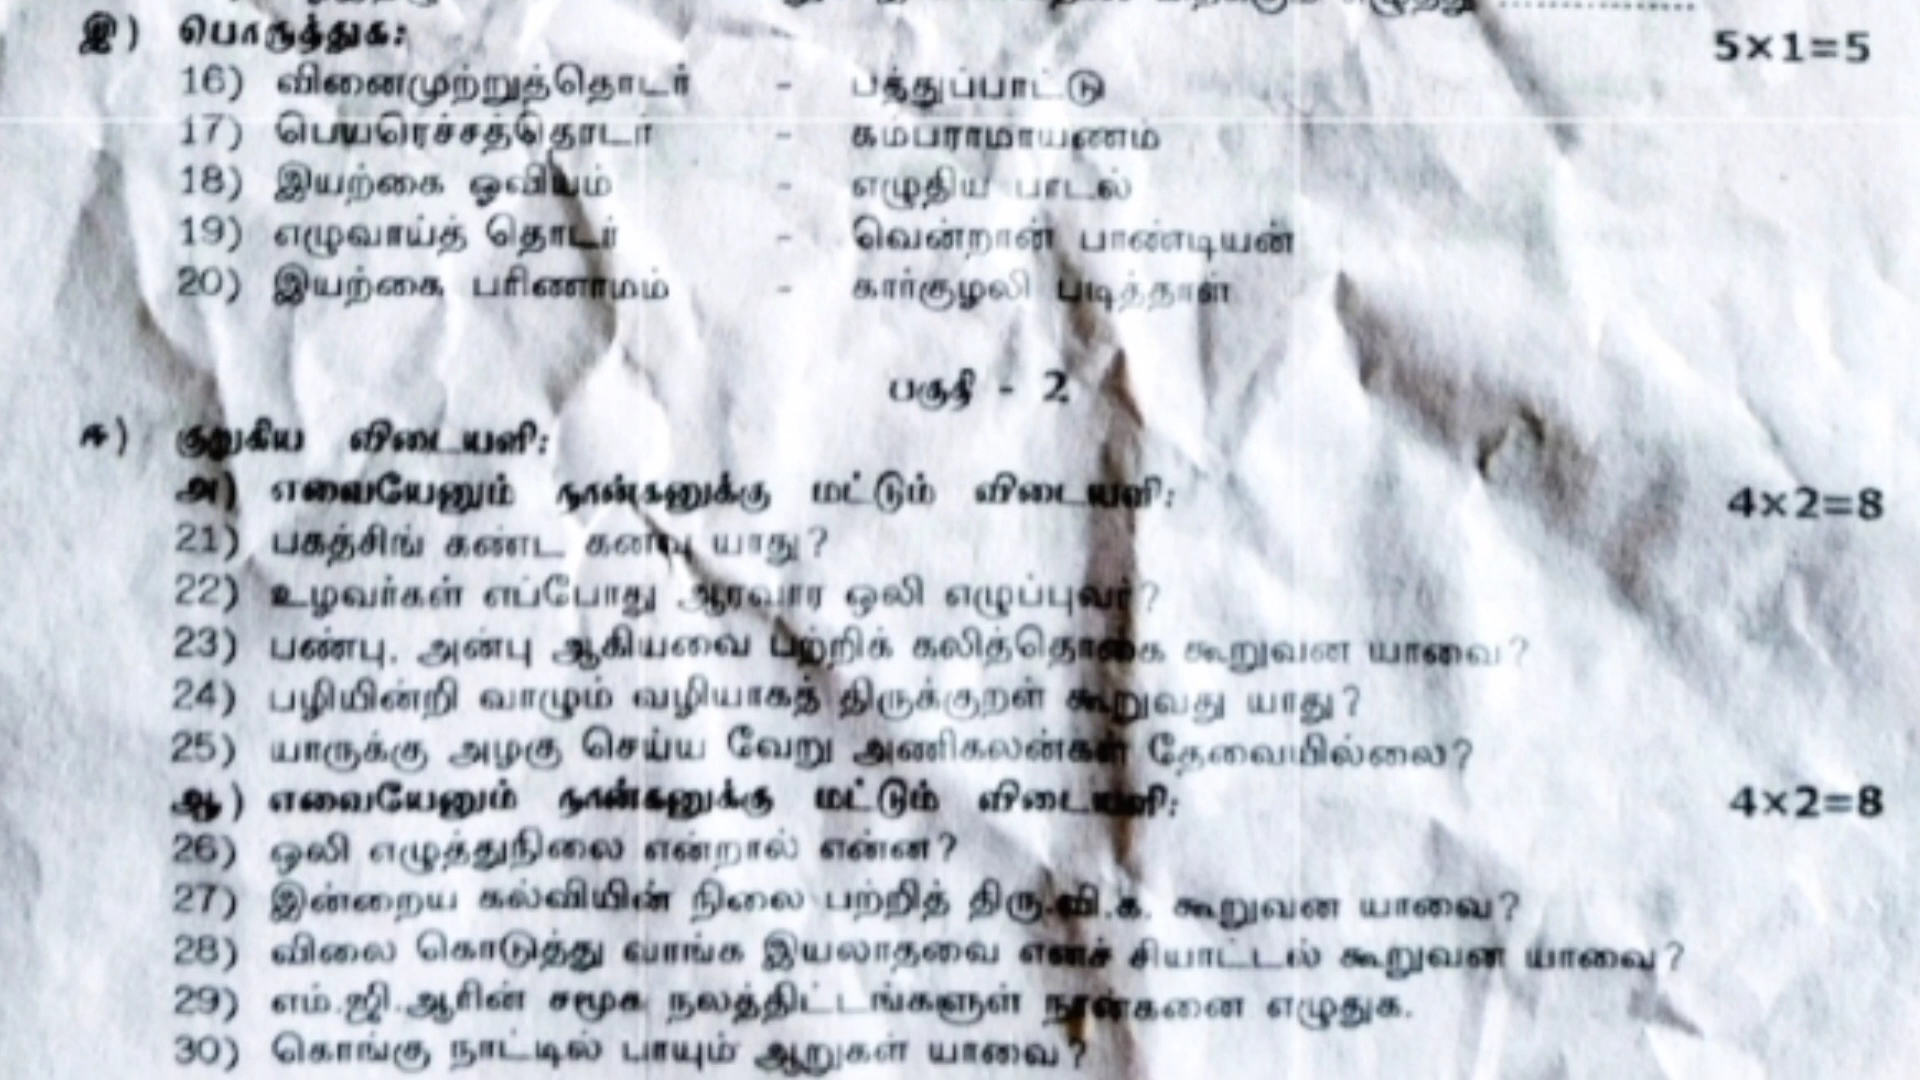 இ) பொருத்துக: 5×1=5
16) வினைமுற்றுத்தொடர் - பத்துப்பாட்டு
17) பெயரெச்சத்தொடர் - கம்பராமாயணம்
18) இயற்கை ஓவியம் - எழுதிய பாடல்
19) எழுவாய்த் தொடர் - வென்றான் பாண்டியன்
20) இயற்கை பரிணாமம் - கார்குழலி படித்தாள்
பகுதி - 2
ஈ) குறுகிய விடையளி:
அ) எவையேனும் நான்கனுக்கு மட்டும் விடையளி: 4×2=8
21) பகத்சிங் கண்ட கனவு யாது?
22) உழவர்கள் எப்போது ஆரவார ஒலி எழுப்புவர்?
23) பண்பு, அன்பு ஆகியவை பற்றிக் கலித்தொகை கூறுவன யாவை?
24) பழியின்றி வாழும் வழியாகத் திருக்குறள் கூறுவது யாது?
25) யாருக்கு அழகு செய்ய வேறு அணிகலன்கள் தேவையில்லை?
ஆ) எவையேனும் நான்கனுக்கு மட்டும் விடையளி: 4×2=8
26) ஒலி எழுத்துநிலை என்றால் என்ன?
27) இன்றைய கல்வியின் நிலை பற்றித் திரு.வி.க. கூறுவன யாவை?
28) விலை கொடுத்து வாங்க இயலாதவை எனச் சியாட்டல் கூறுவன யாவை?
29) எம்.ஜி.ஆரின் சமூக நலத்திட்டங்களுள் நான்கனை எழுதுக.
30) கொங்கு நாட்டில் பாயும் ஆறுகள் யாவை?